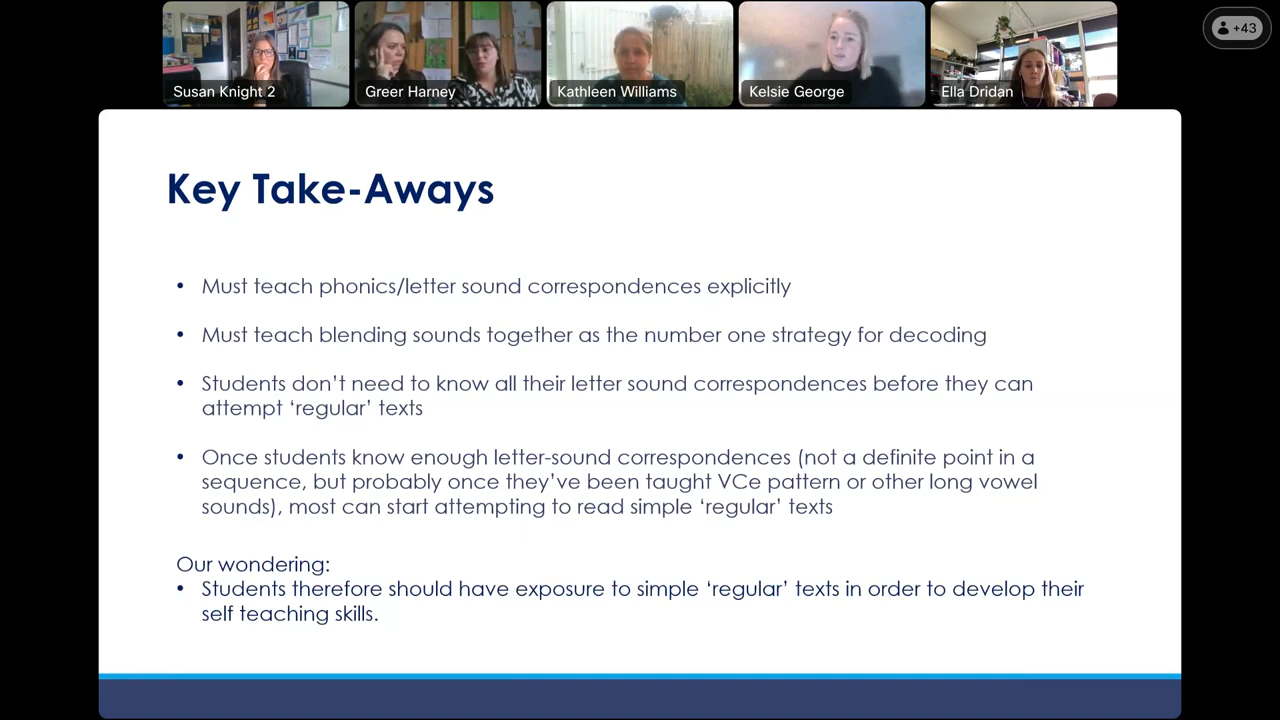 Susan Knight 2
Greer Harney
Kathleen Williams
Kelsie George
Ella Dridan
+43
Key Take-Aways
• Must teach phonics/letter sound correspondences explicitly
• Must teach blending sounds together as the number one strategy for decoding
• Students don't need to know all their letter sound correspondences before they can
attempt ‘regular’ texts
• Once students know enough letter-sound correspondences (not a definite point in a
sequence, but probably once they've been taught VCe pattern or other long vowel
sounds), most can start attempting to read simple ‘regular’ texts
Our wondering:
• Students therefore should have exposure to simple ‘regular’ texts in order to develop their
self teaching skills.